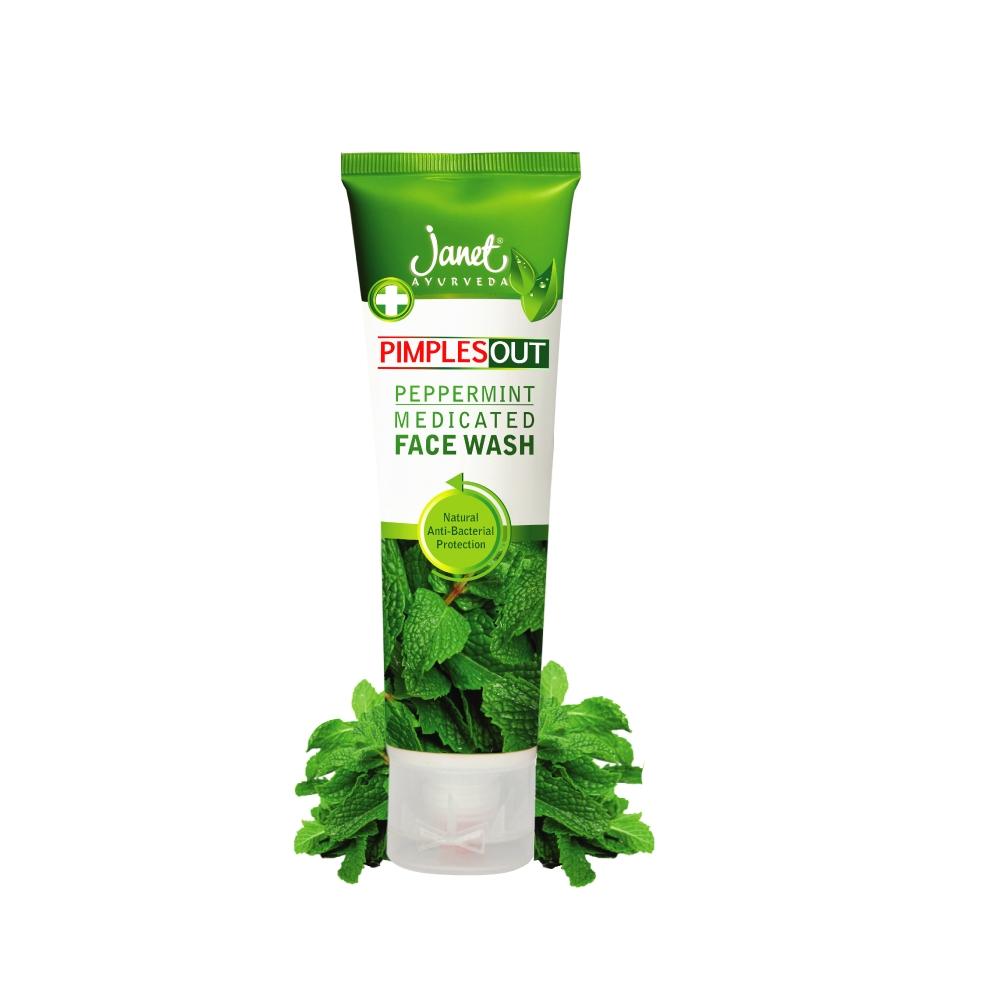 Janet®
AYURVEDA
PIMPLESOUT
PEPPERMINT
MEDICATED
FACE WASH
Natural
Anti-Bacterial
Protection